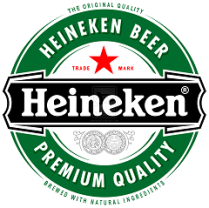 THE ORIGINAL QUALITY
HEINEKEN BEER
TRADE MARK
Heineken®
PREMIUM QUALITY
BREWED WITH NATURAL INGREDIENTS